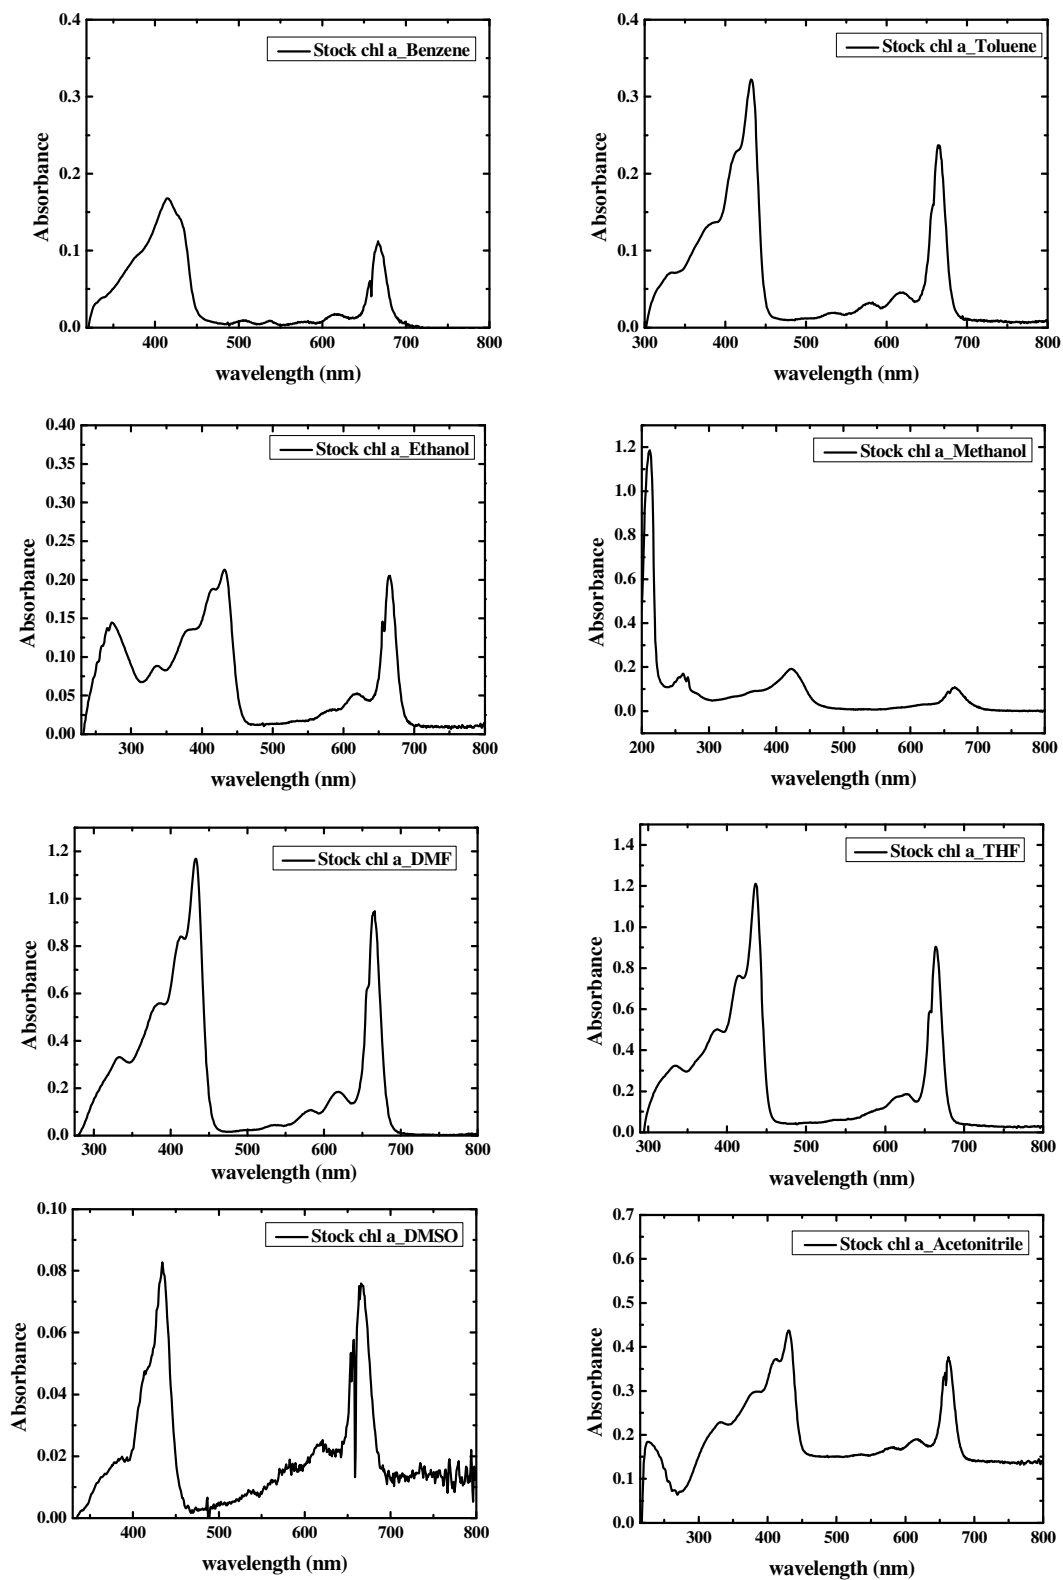 Stock chl a_Benzene
Absorbance
0.4
0.3
0.2
0.1
0.0
400 500 600 700 800
wavelength (nm)
Stock chl a_Toluene
Absorbance
0.4
0.3
0.2
0.1
0.0
300 400 500 600 700 800
wavelength (nm)
Stock chl a_Ethanol
Absorbance
0.40
0.35
0.30
0.25
0.20
0.15
0.10
0.05
0.00
300 400 500 600 700 800
wavelength (nm)
Stock chl a_Methanol
Absorbance
1.2
1.0
0.8
0.6
0.4
0.2
0.0
200 300 400 500 600 700 800
wavelength (nm)
Stock chl a_DMF
Absorbance
1.2
1.0
0.8
0.6
0.4
0.2
0.0
300 400 500 600 700 800
wavelength (nm)
Stock chl a_THF
Absorbance
1.4
1.2
1.0
0.8
0.6
0.4
0.2
0.0
300 400 500 600 700 800
wavelength (nm)
Stock chl a_DMSO
Absorbance
0.10
0.08
0.06
0.04
0.02
0.00
400 500 600 700 800
wavelength (nm)
Stock chl a_Acetonitrile
Absorbance
0.7
0.6
0.5
0.4
0.3
0.2
0.1
0.0
300 400 500 600 700 800
wavelength (nm)